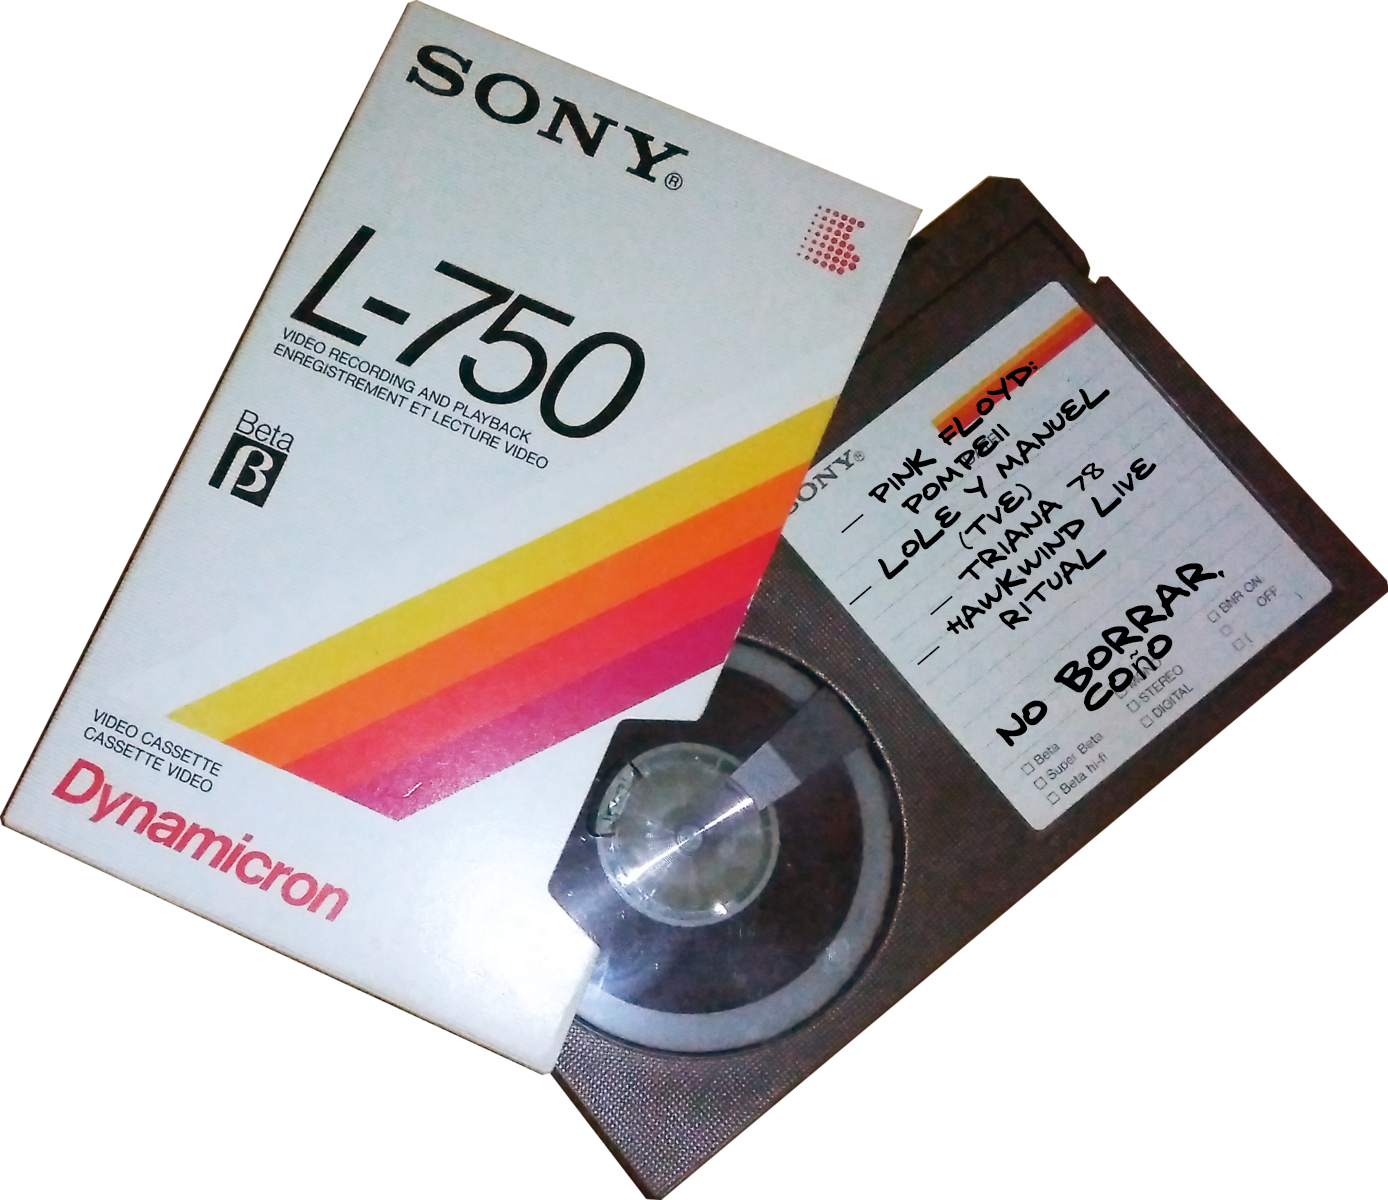 SONY®
L-750
VIDEO RECORDING AND PLAYBACK
ENREGISTREMENT ET LECTURE VIDEO
Beta
B
VIDEO CASSETTE
CASSETTE VIDEO
Dynamicron
SONY®
— PINK FLOYD:
POMPEII
— LOLE Y MANUEL
(TVE)
— TRIANA 78
— HAWKWIND LIVE
RITUAL
NO BORRAR,
COÑO
BNR ON
OFF
STEREO
DIGITAL
Beta
Super Beta
Beta hi-fi